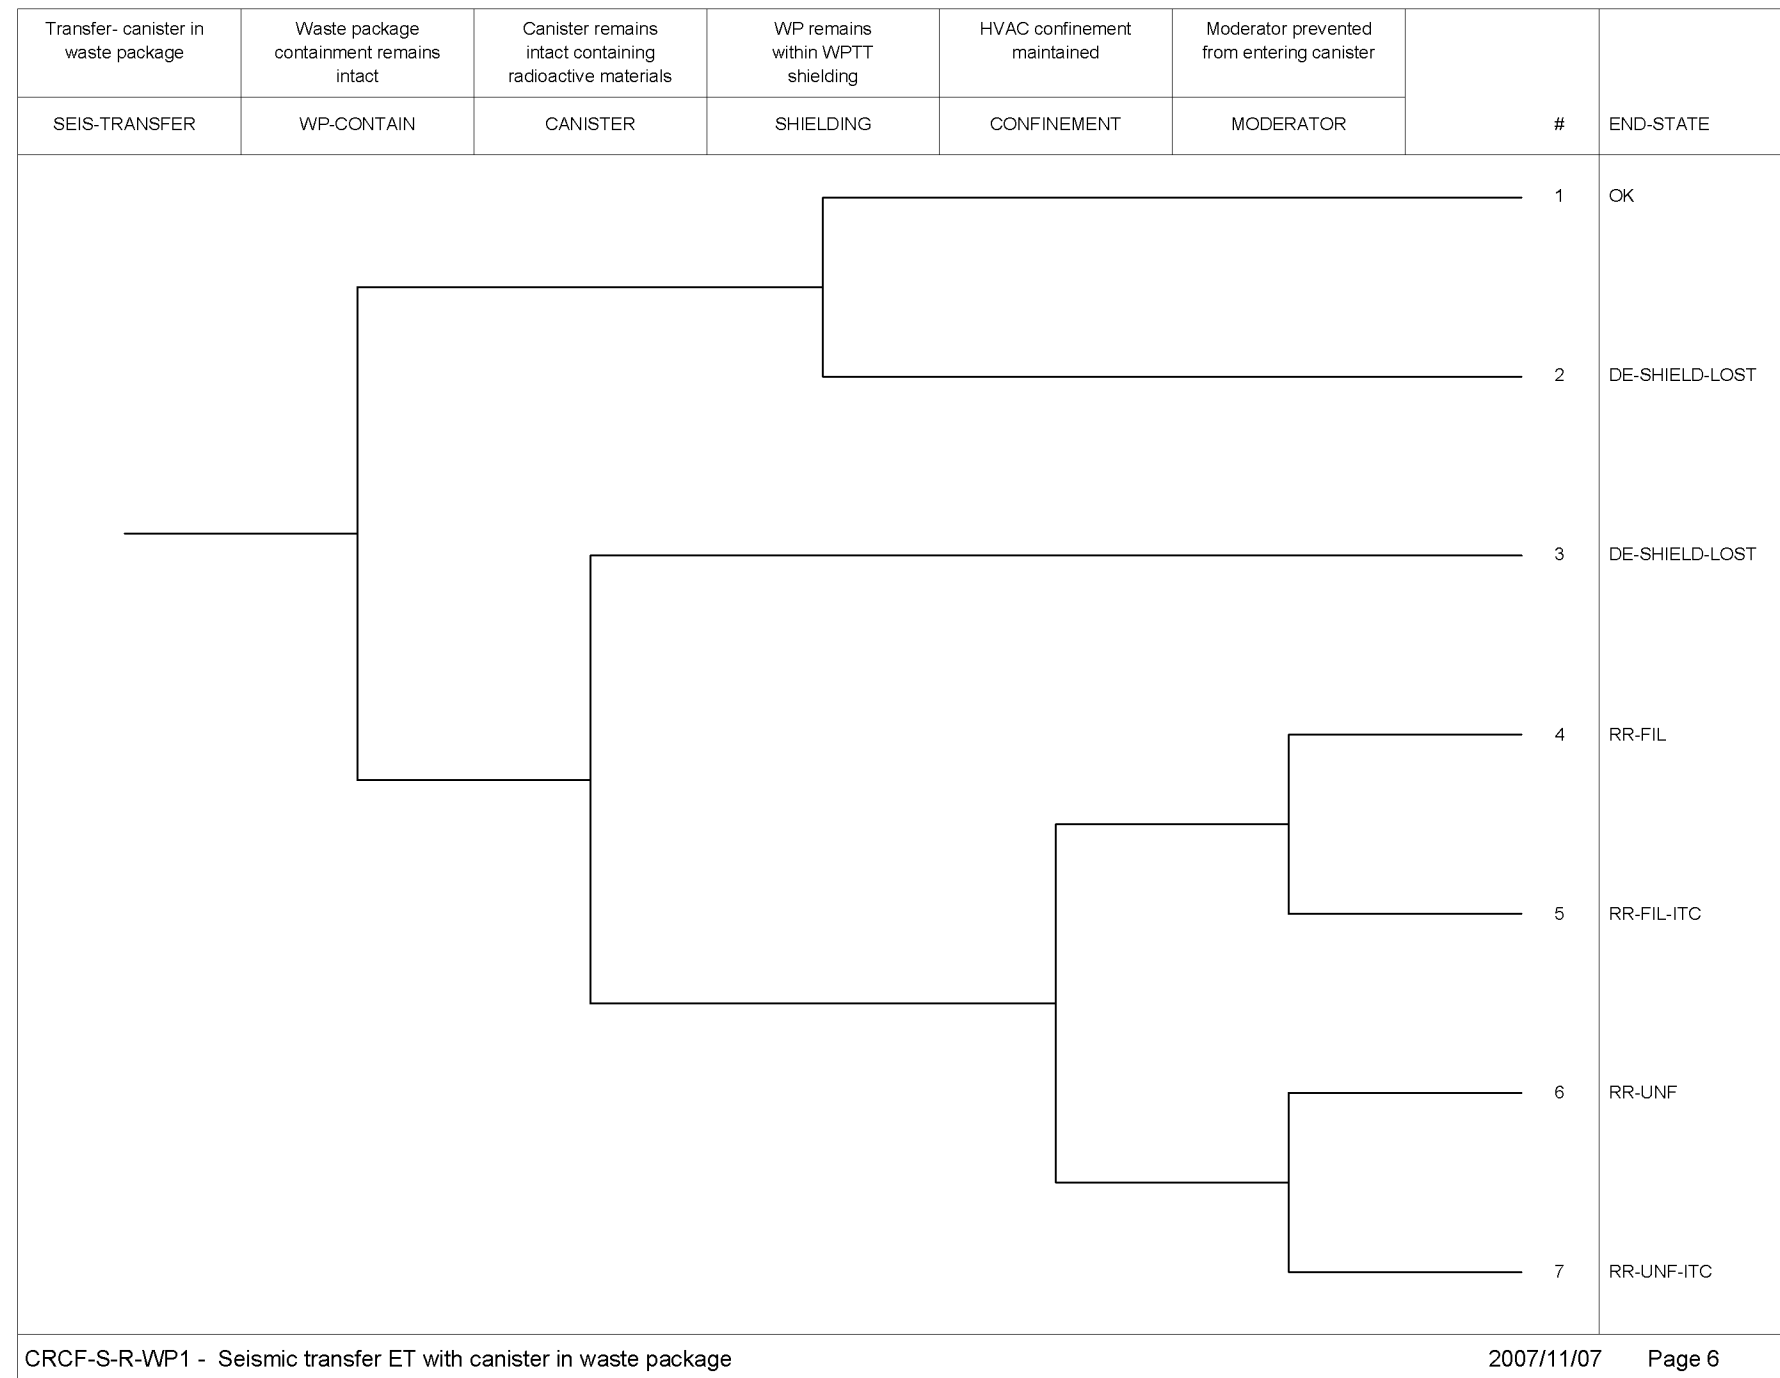 Transfer- canister in
waste package
Waste package
containment remains
intact
Canister remains
intact containing
radioactive materials
WP remains
within WPTT
shielding
HVAC confinement
maintained
Moderator prevented
from entering canister
SEIS-TRANSFER
WP-CONTAIN
CANISTER
SHIELDING
CONFINEMENT
MODERATOR
#
END-STATE
1 OK
2 DE-SHIELD-LOST
3 DE-SHIELD-LOST
4 RR-FIL
5 RR-FIL-ITC
6 RR-UNF
7 RR-UNF-ITC
CRCF-S-R-WP1 - Seismic transfer ET with canister in waste package
2007/11/07 Page 6